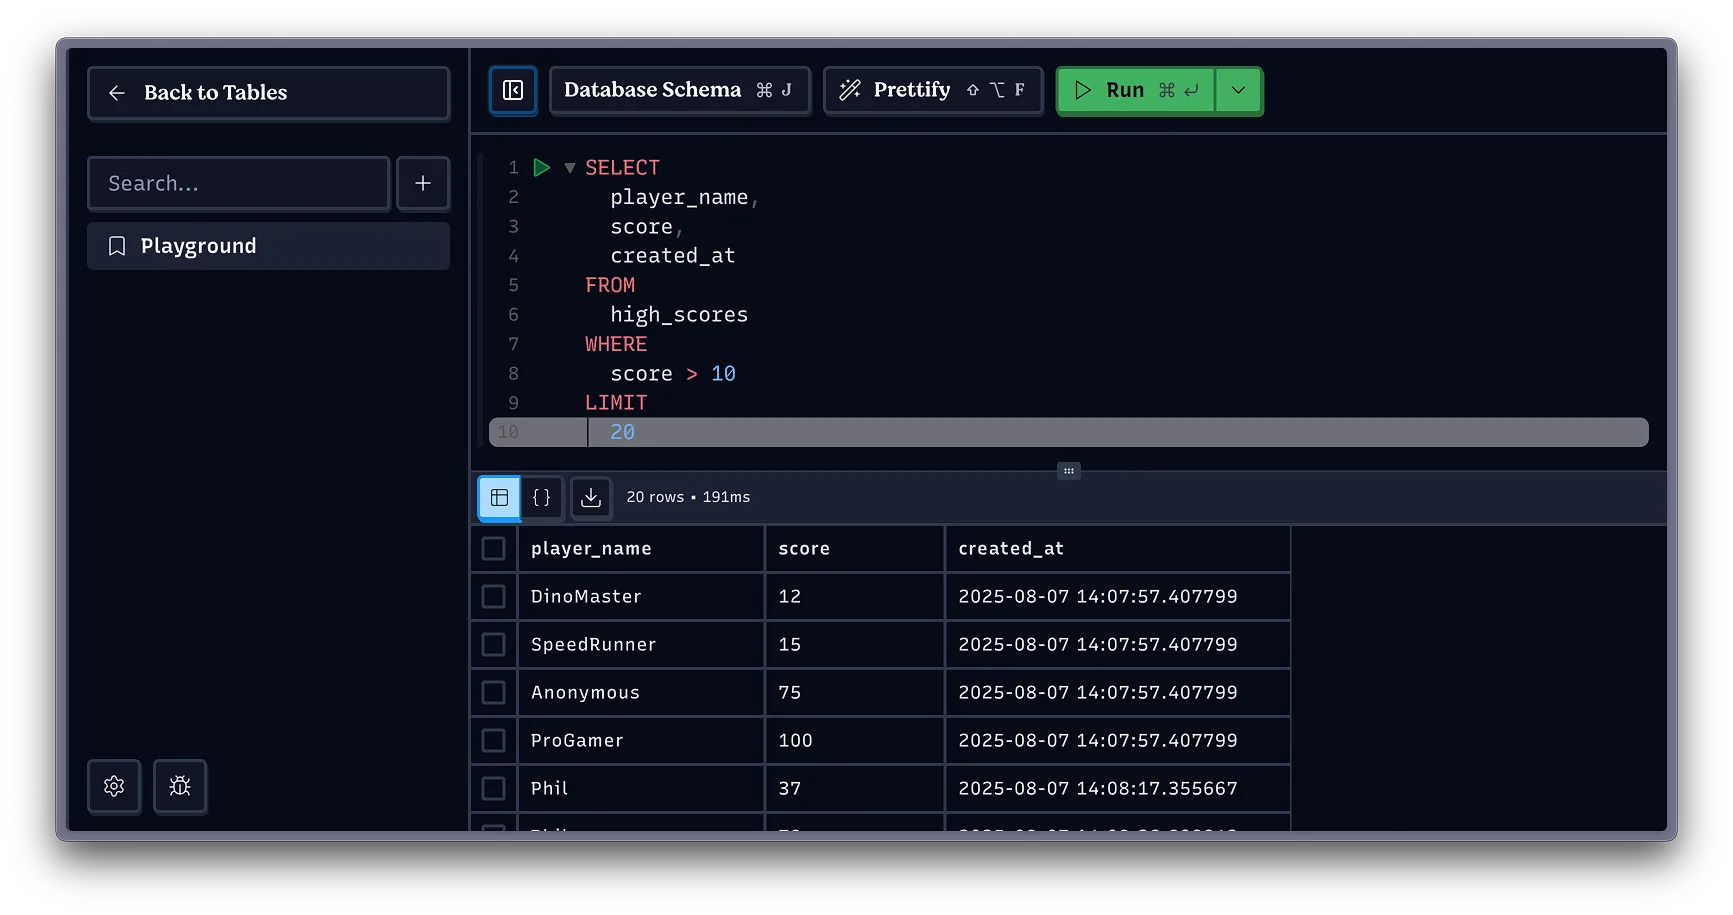 Back to Tables
Search...
Playground
Database Schema ⌘ J
Prettify ⇧ ⌥ F
Run ⌘ ↵
1 SELECT
2 player_name,
3 score,
4 created_at
5 FROM
6 high_scores
7 WHERE
8 score > 10
9 LIMIT
10 20
{} 20 rows • 191ms
player_name score created_at
DinoMaster 12 2025-08-07 14:07:57.407799
SpeedRunner 15 2025-08-07 14:07:57.407799
Anonymous 75 2025-08-07 14:07:57.407799
ProGamer 100 2025-08-07 14:07:57.407799
Phil 37 2025-08-07 14:08:17.355667